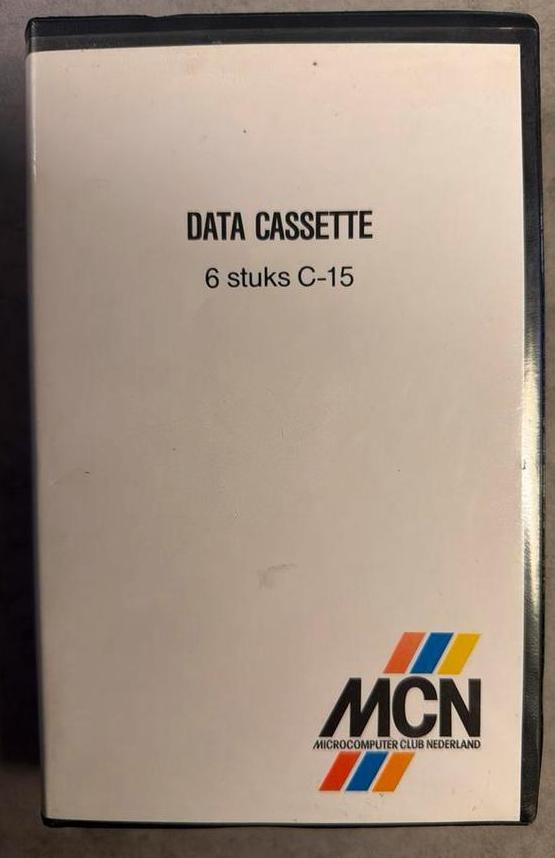 DATA CASSETTE
6 stuks C-15
MCN
MICROCOMPUTER CLUB NEDERLAND